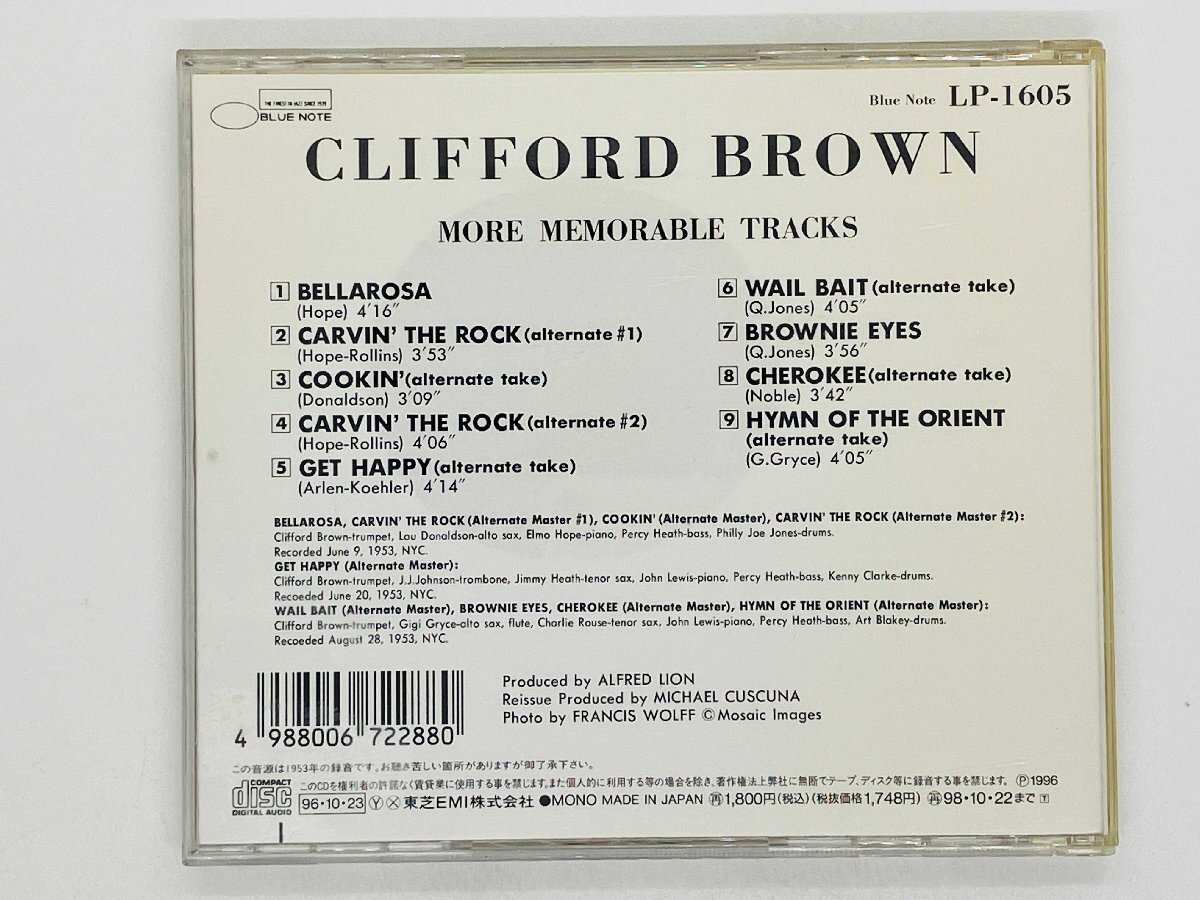 THE FINEST IN JAZZ SINCE 1939
BLUE NOTE
Blue Note LP-1605
CLIFFORD BROWN
MORE MEMORABLE TRACKS
1 BELLAROSA
(Hope) 4'16"
2 CARVIN' THE ROCK (alternate #1)
(Hope-Rollins) 3'53"
3 COOKIN' (alternate take)
(Donaldson) 3'09"
4 CARVIN' THE ROCK (alternate #2)
(Hope-Rollins) 4'06"
5 GET HAPPY (alternate take)
(Arlen-Koehler) 4'14"
6 WAIL BAIT (alternate take)
(Q.Jones) 4'05"
7 BROWNIE EYES
(Q.Jones) 3'56"
8 CHEROKEE (alternate take)
(Noble) 3'42"
9 HYMN OF THE ORIENT
(alternate take)
(G.Gryce) 4'05"
BELLAROSA, CARVIN' THE ROCK (Alternate Master #1), COOKIN' (Alternate Master), CARVIN' THE ROCK (Alternate Master #2):
Clifford Brown-trumpet, Lou Donaldson-alto sax, Elmo Hope-piano, Percy Heath-bass, Philly Joe Jones-drums.
Recorded June 9, 1953, NYC.
GET HAPPY (Alternate Master):
Clifford Brown-trumpet, J.J.Johnson-trombone, Jimmy Heath-tenor sax, John Lewis-piano, Percy Heath-bass, Kenny Clarke-drums.
Recoeded June 20, 1953, NYC.
WAIL BAIT (Alternate Master), BROWNIE EYES, CHEROKEE (Alternate Master), HYMN OF THE ORIENT (Alternate Master):
Clifford Brown-trumpet, Gigi Gryce-alto sax, flute, Charlie Rouse-tenor sax, John Lewis-piano, Percy Heath-bass, Art Blakey-drums.
Recoeded August 28, 1953, NYC.
Produced by ALFRED LION
Reissue Produced by MICHAEL CUSCUNA
Photo by FRANCIS WOLFF ©Mosaic Images
4 988006 722880
この音源は1953年の録音です。お聴き苦しい箇所がありますが御了承下さい。
COMPACT disc DIGITAL AUDIO
このCDを権利者の許諾なく賃貸業に使用する事を禁じます。また個人的に利用する等の場合を除き、著作権法上弊社に無断でテープ、ディスク等に録音する事を禁じます。 Ⓟ1996
96・10・23 Ⓨ Ⓧ 東芝EMI株式会社 ●MONO MADE IN JAPAN ㊢1,800円(税込)(税抜価格1,748円) ㊢98・10・22まで T